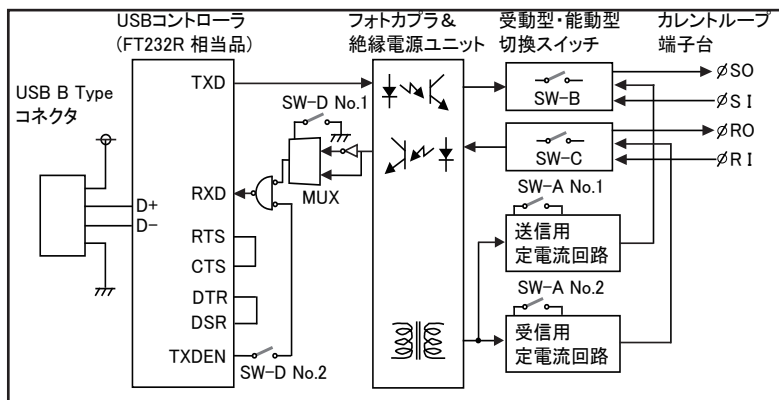 USBコントローラ
(FT232R 相当品)
フォトカプラ&
絶縁電源ユニット
受動型・能動型
切換スイッチ
カレントループ
端子台
USB B Type
コネクタ
D+
D-
TXD
RXD
RTS
CTS
DTR
DSR
TXDEN
SW-D No.1
MUX
SW-D No.2
SW-B
SW-C
SO
S I
RO
R I
SW-A No.1
送信用
定電流回路
SW-A No.2
受信用
定電流回路